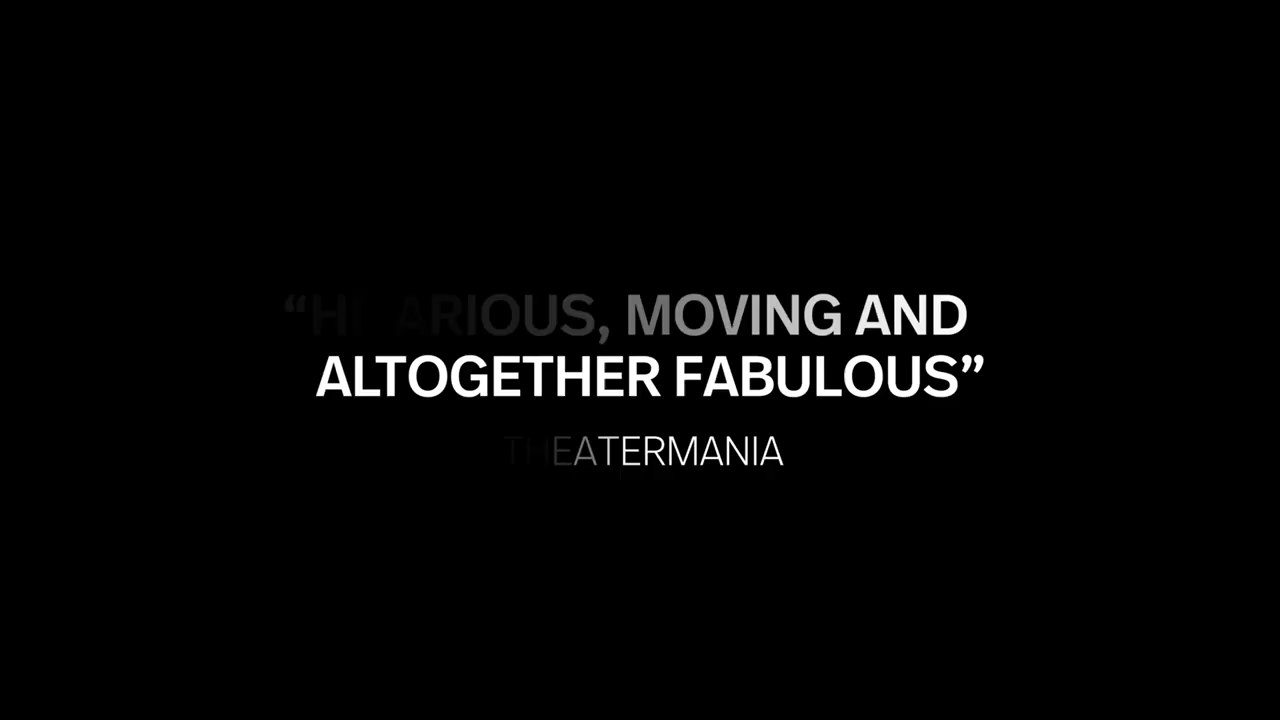 “HILARIOUS, MOVING AND
ALTOGETHER FABULOUS”
THEATERMANIA